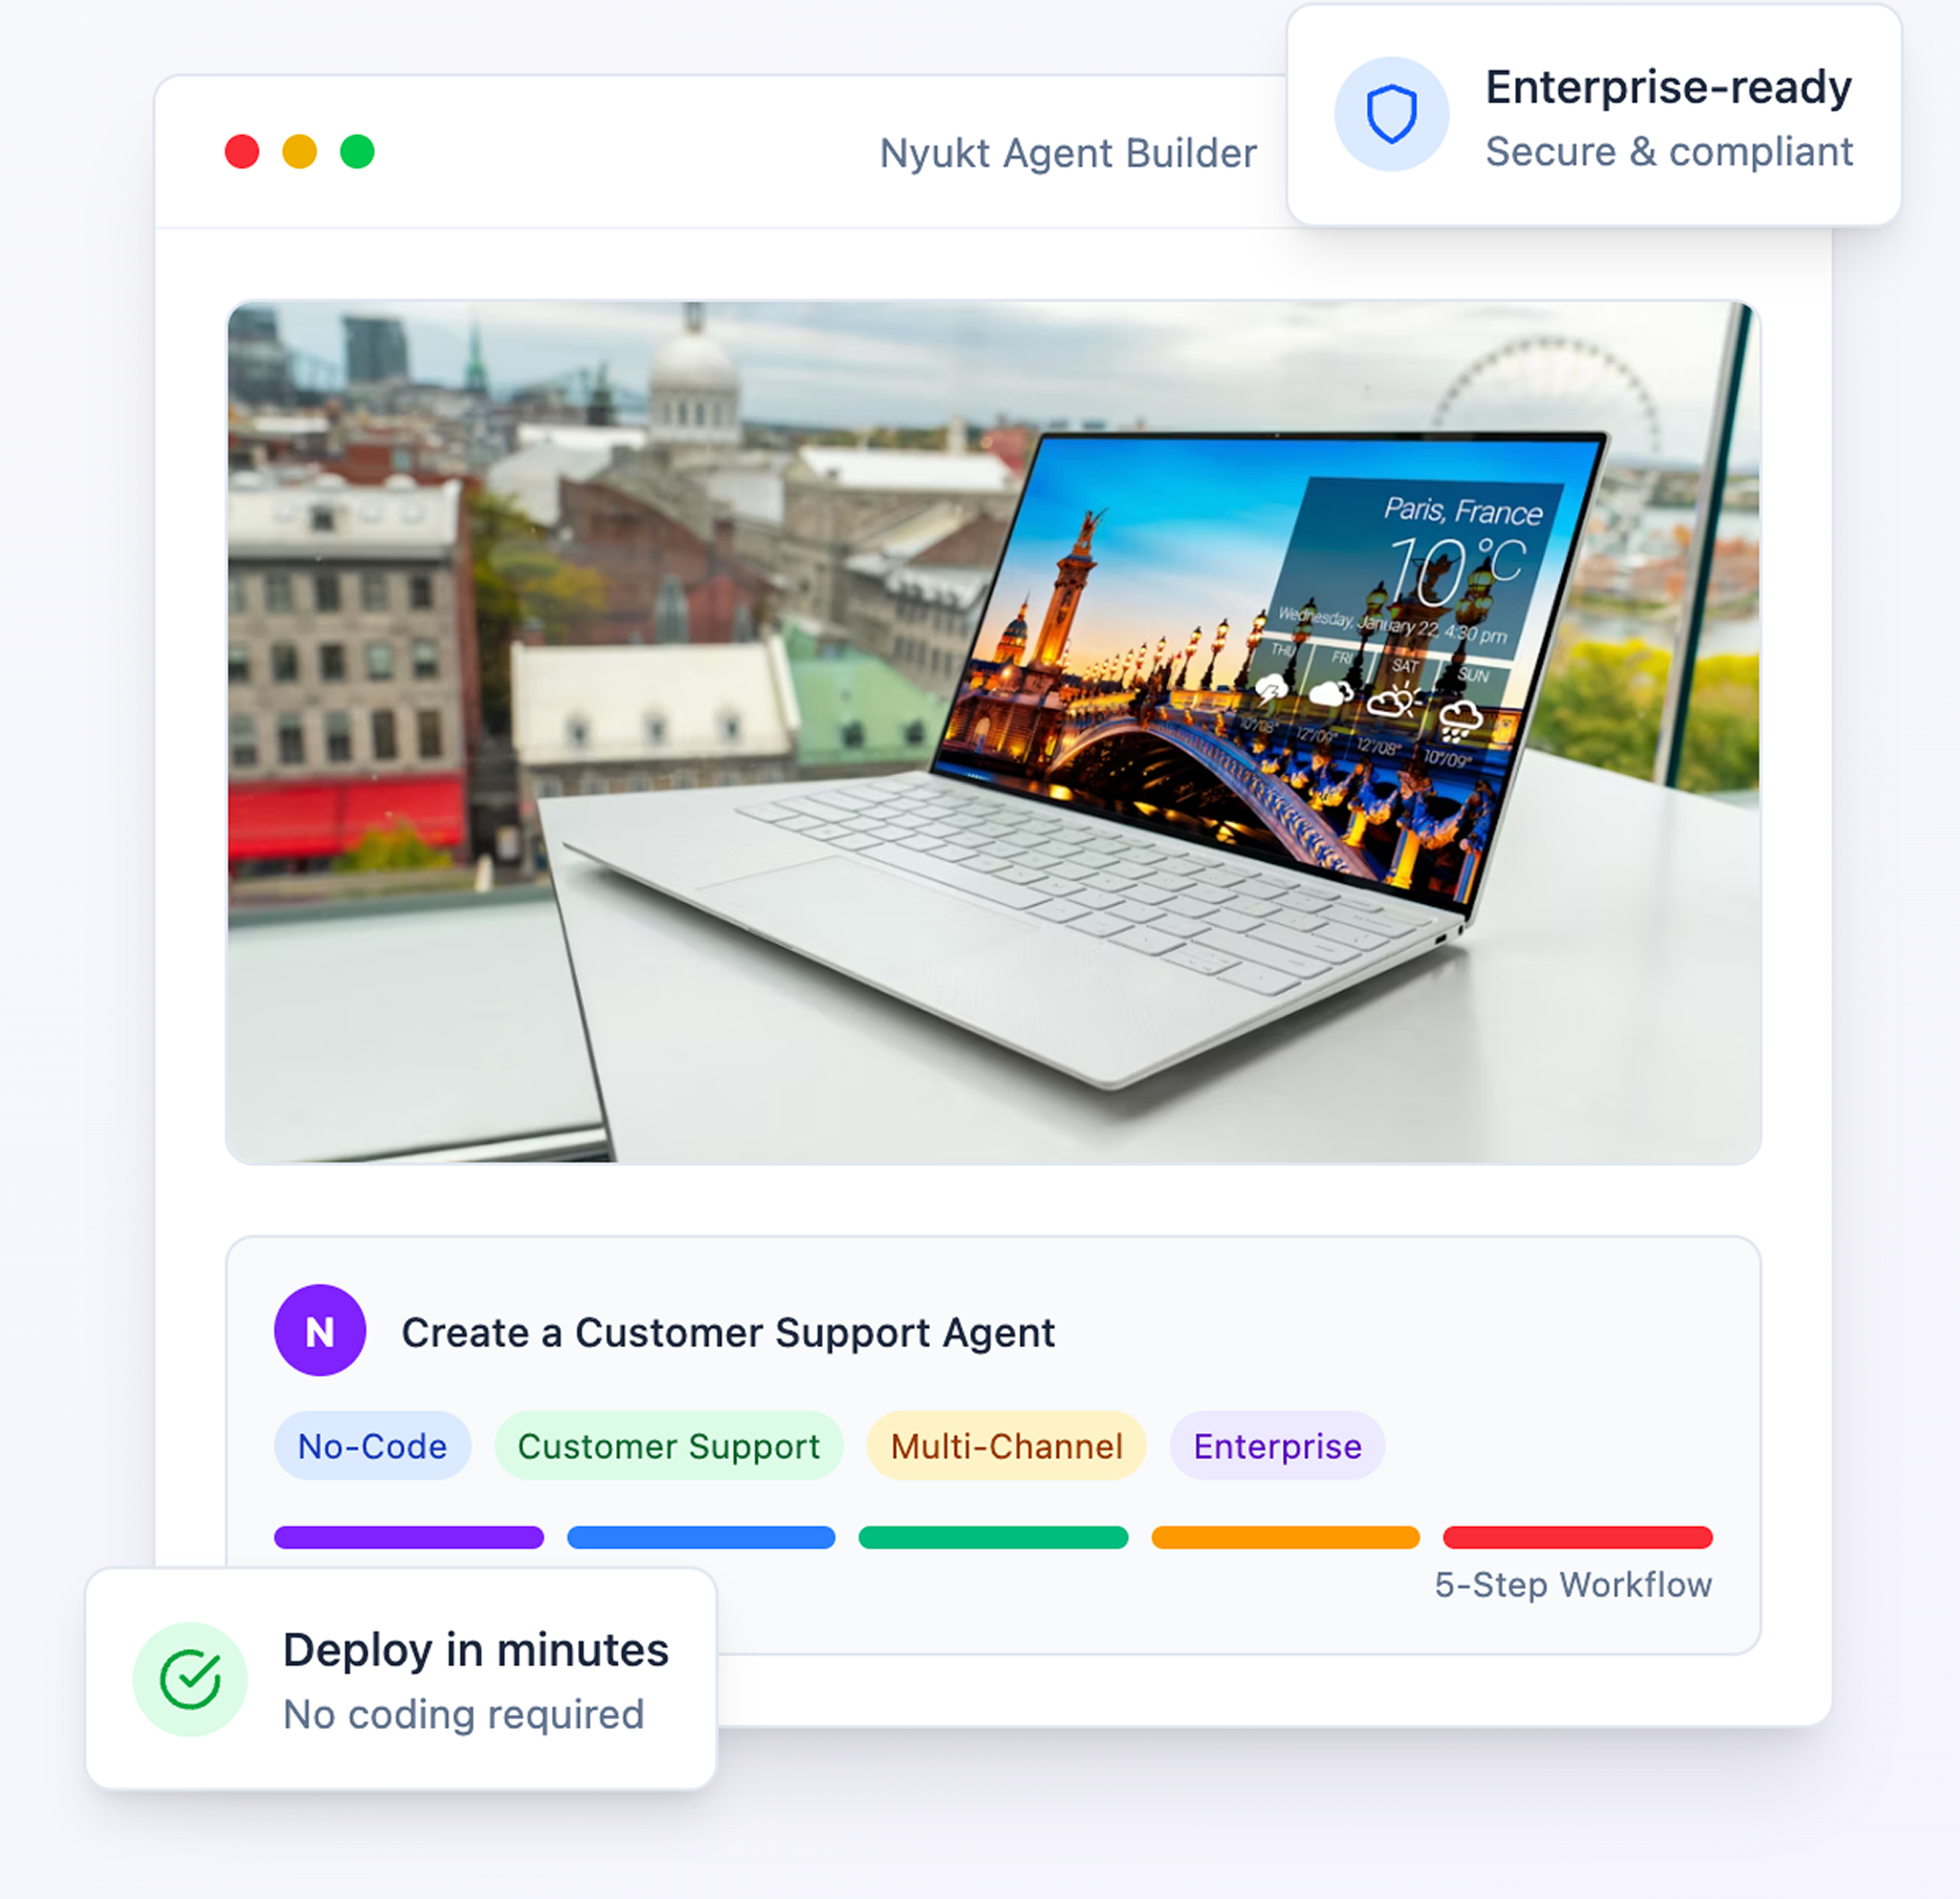 Enterprise-ready
Secure & compliant
Nyukt Agent Builder
Paris, France
10°C
Wednesday, January 22, 4:30 pm
THU FRI SAT SUN
10°/08° 12°/09° 12°/08° 10°/09°
N
Create a Customer Support Agent
No-Code Customer Support Multi-Channel Enterprise
5-Step Workflow
Deploy in minutes
No coding required